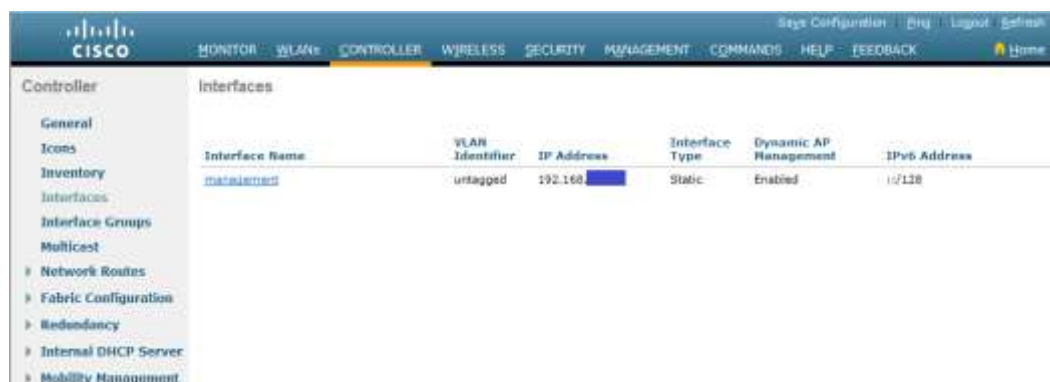 Save Configuration Ping Logout Refresh
CISCO MONITOR WLANs CONTROLLER WIRELESS SECURITY MANAGEMENT COMMANDS HELP FEEDBACK Home
Controller
Interfaces
General
Icons
Inventory
Interfaces
Interface Groups
Multicast
Network Routes
Fabric Configuration
Redundancy
Internal DHCP Server
Mobility Management
Interface Name VLAN Identifier IP Address Interface Type Dynamic AP Management IPv6 Address
management untagged 192.168. Static Enabled ::/128